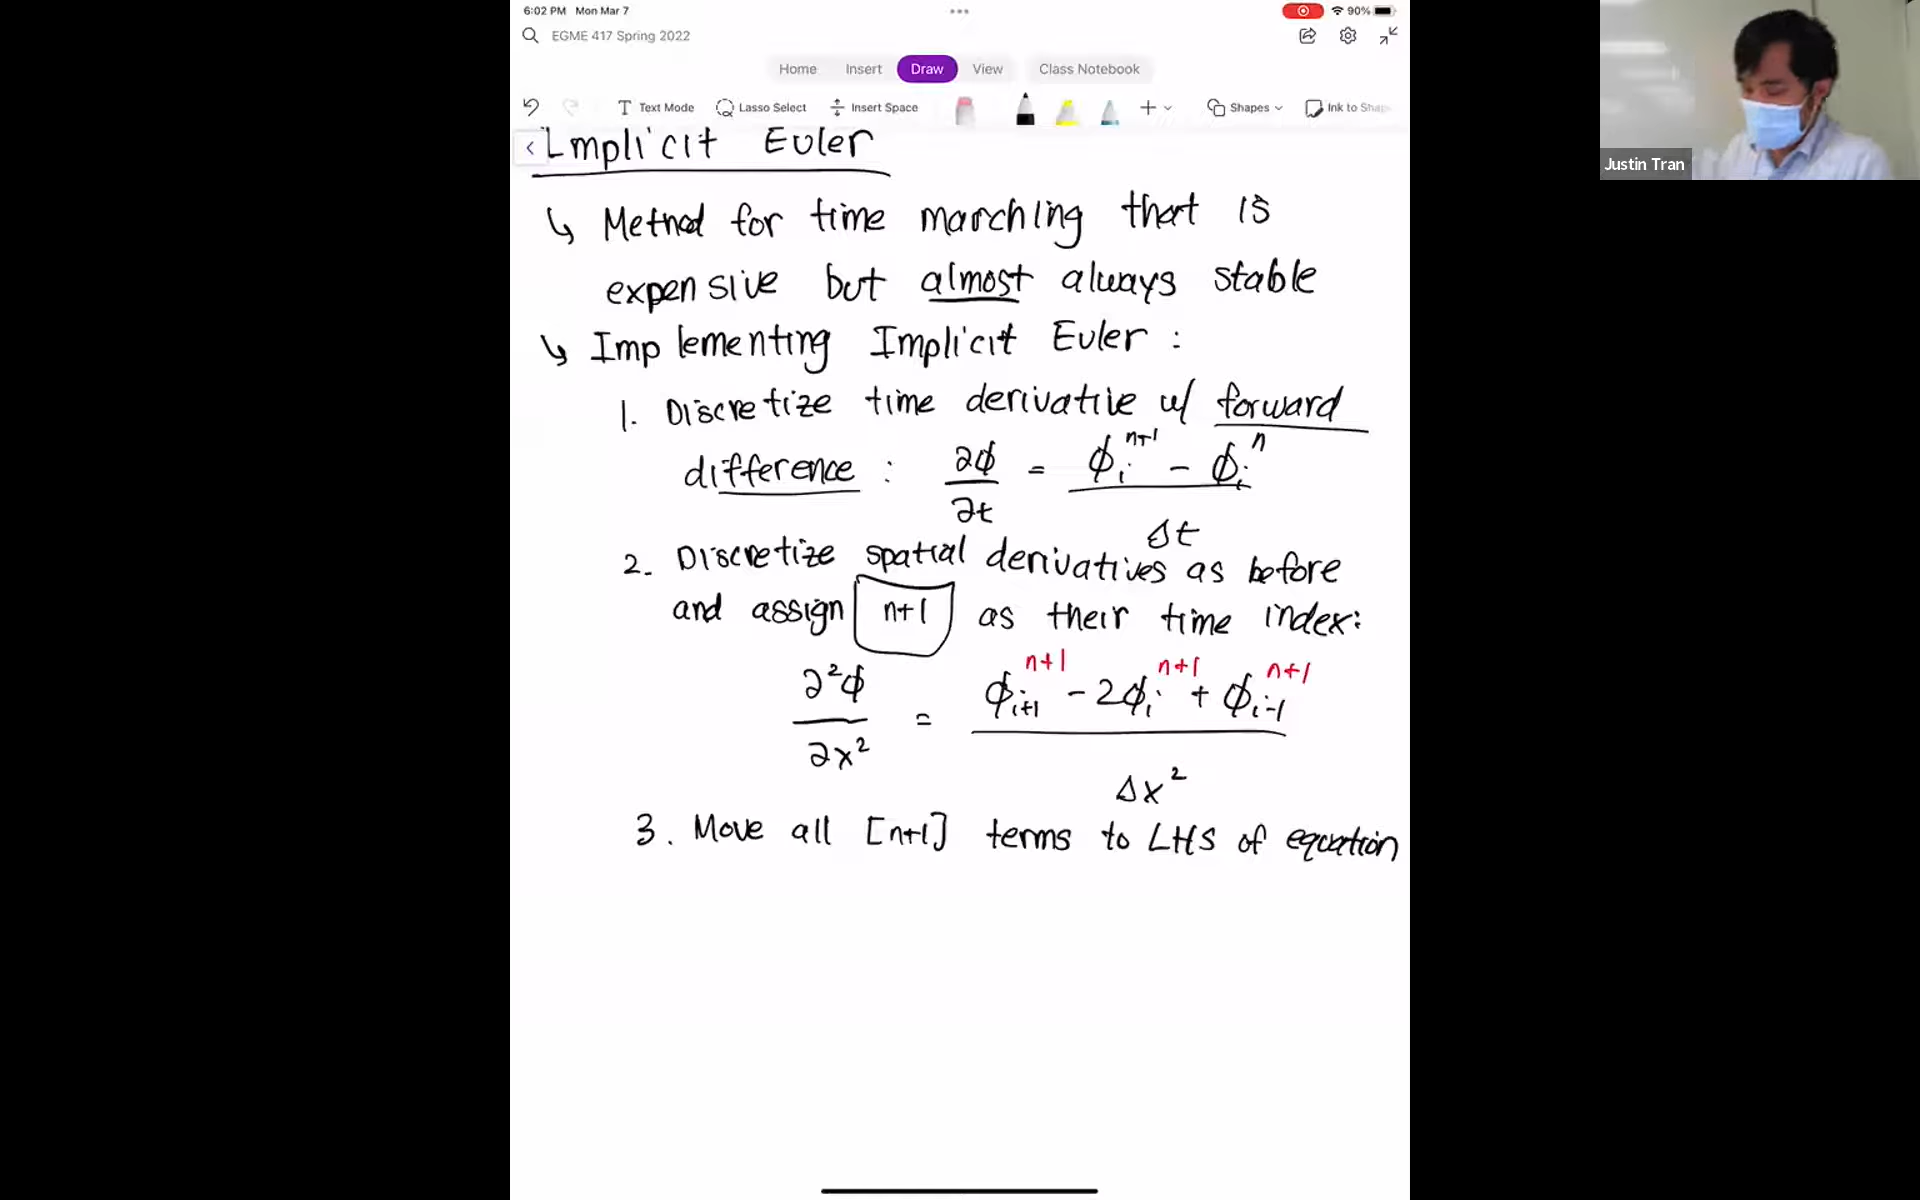 6:02 PM Mon Mar 7
90%
EGME 417 Spring 2022
Home Insert Draw View Class Notebook
Text Mode Lasso Select Insert Space Shapes Ink to Shap
Justin Tran
Implicit Euler
↳ Method for time marching that is
expensive but almost always stable
↳ Implementing Implicit Euler :
1. Discretize time derivative w/ forward
difference : ∂ϕ/∂t = (ϕ_i^{n+1} - ϕ_i^n)/Δt
2. Discretize spatial derivatives as before
and assign n+1 as their time index:
∂²ϕ/∂x² = (ϕ_{i+1}^{n+1} - 2ϕ_i^{n+1} + ϕ_{i-1}^{n+1})/Δx²
3. Move all [n+1] terms to LHS of equation